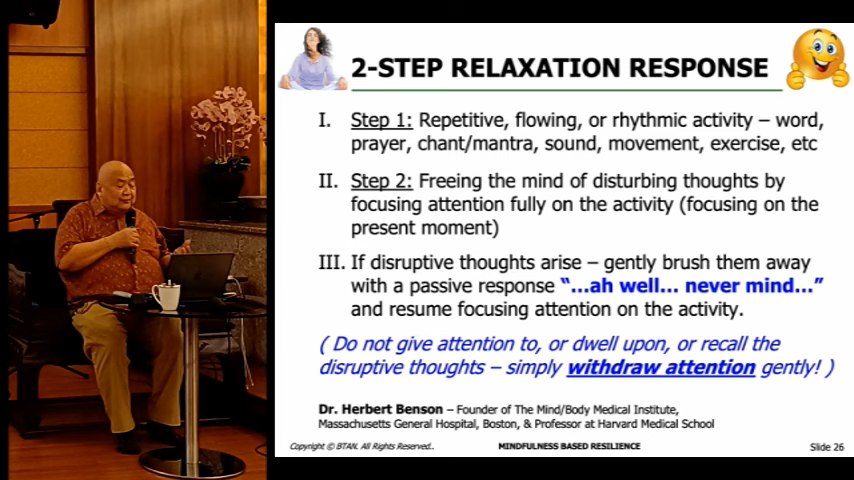 2-STEP RELAXATION RESPONSE
I. Step 1: Repetitive, flowing, or rhythmic activity – word,
prayer, chant/mantra, sound, movement, exercise, etc
II. Step 2: Freeing the mind of disturbing thoughts by
focusing attention fully on the activity (focusing on the
present moment)
III. If disruptive thoughts arise – gently brush them away
with a passive response “...ah well... never mind...”
and resume focusing attention on the activity.
( Do not give attention to, or dwell upon, or recall the
disruptive thoughts – simply withdraw attention gently! )
Dr. Herbert Benson – Founder of The Mind/Body Medical Institute,
Massachusetts General Hospital, Boston, & Professor at Harvard Medical School
Copyright © BTAN. All Rights Reserved.. MINDFULNESS BASED RESILIENCE Slide 26